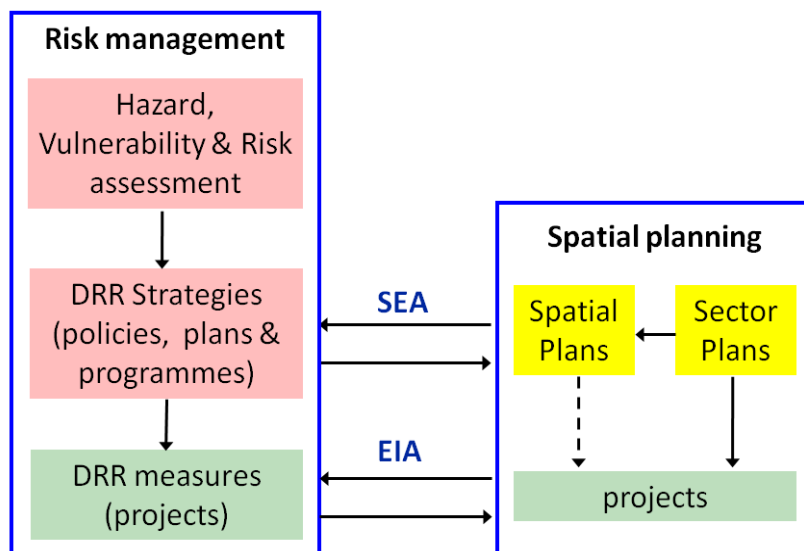 Risk management
Hazard,
Vulnerability & Risk
assessment
DRR Strategies
(policies, plans &
programmes)
DRR measures
(projects)
SEA
EIA
Spatial planning
Spatial
Plans
Sector
Plans
projects